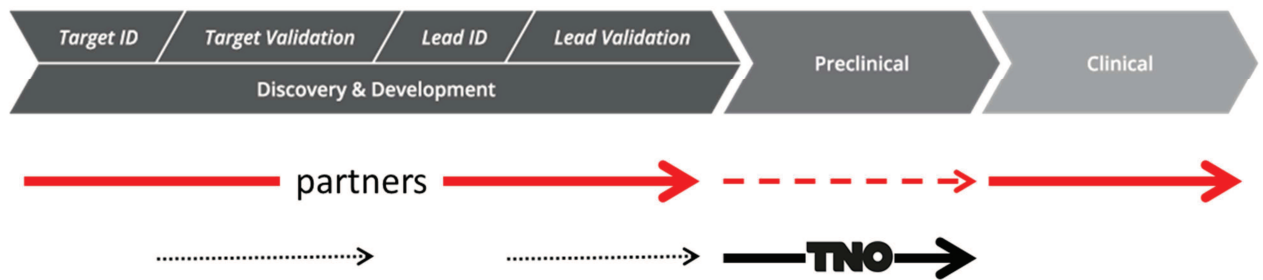 Target ID Target Validation Lead ID Lead Validation
Preclinical Clinical
Discovery & Development
partners
TNO